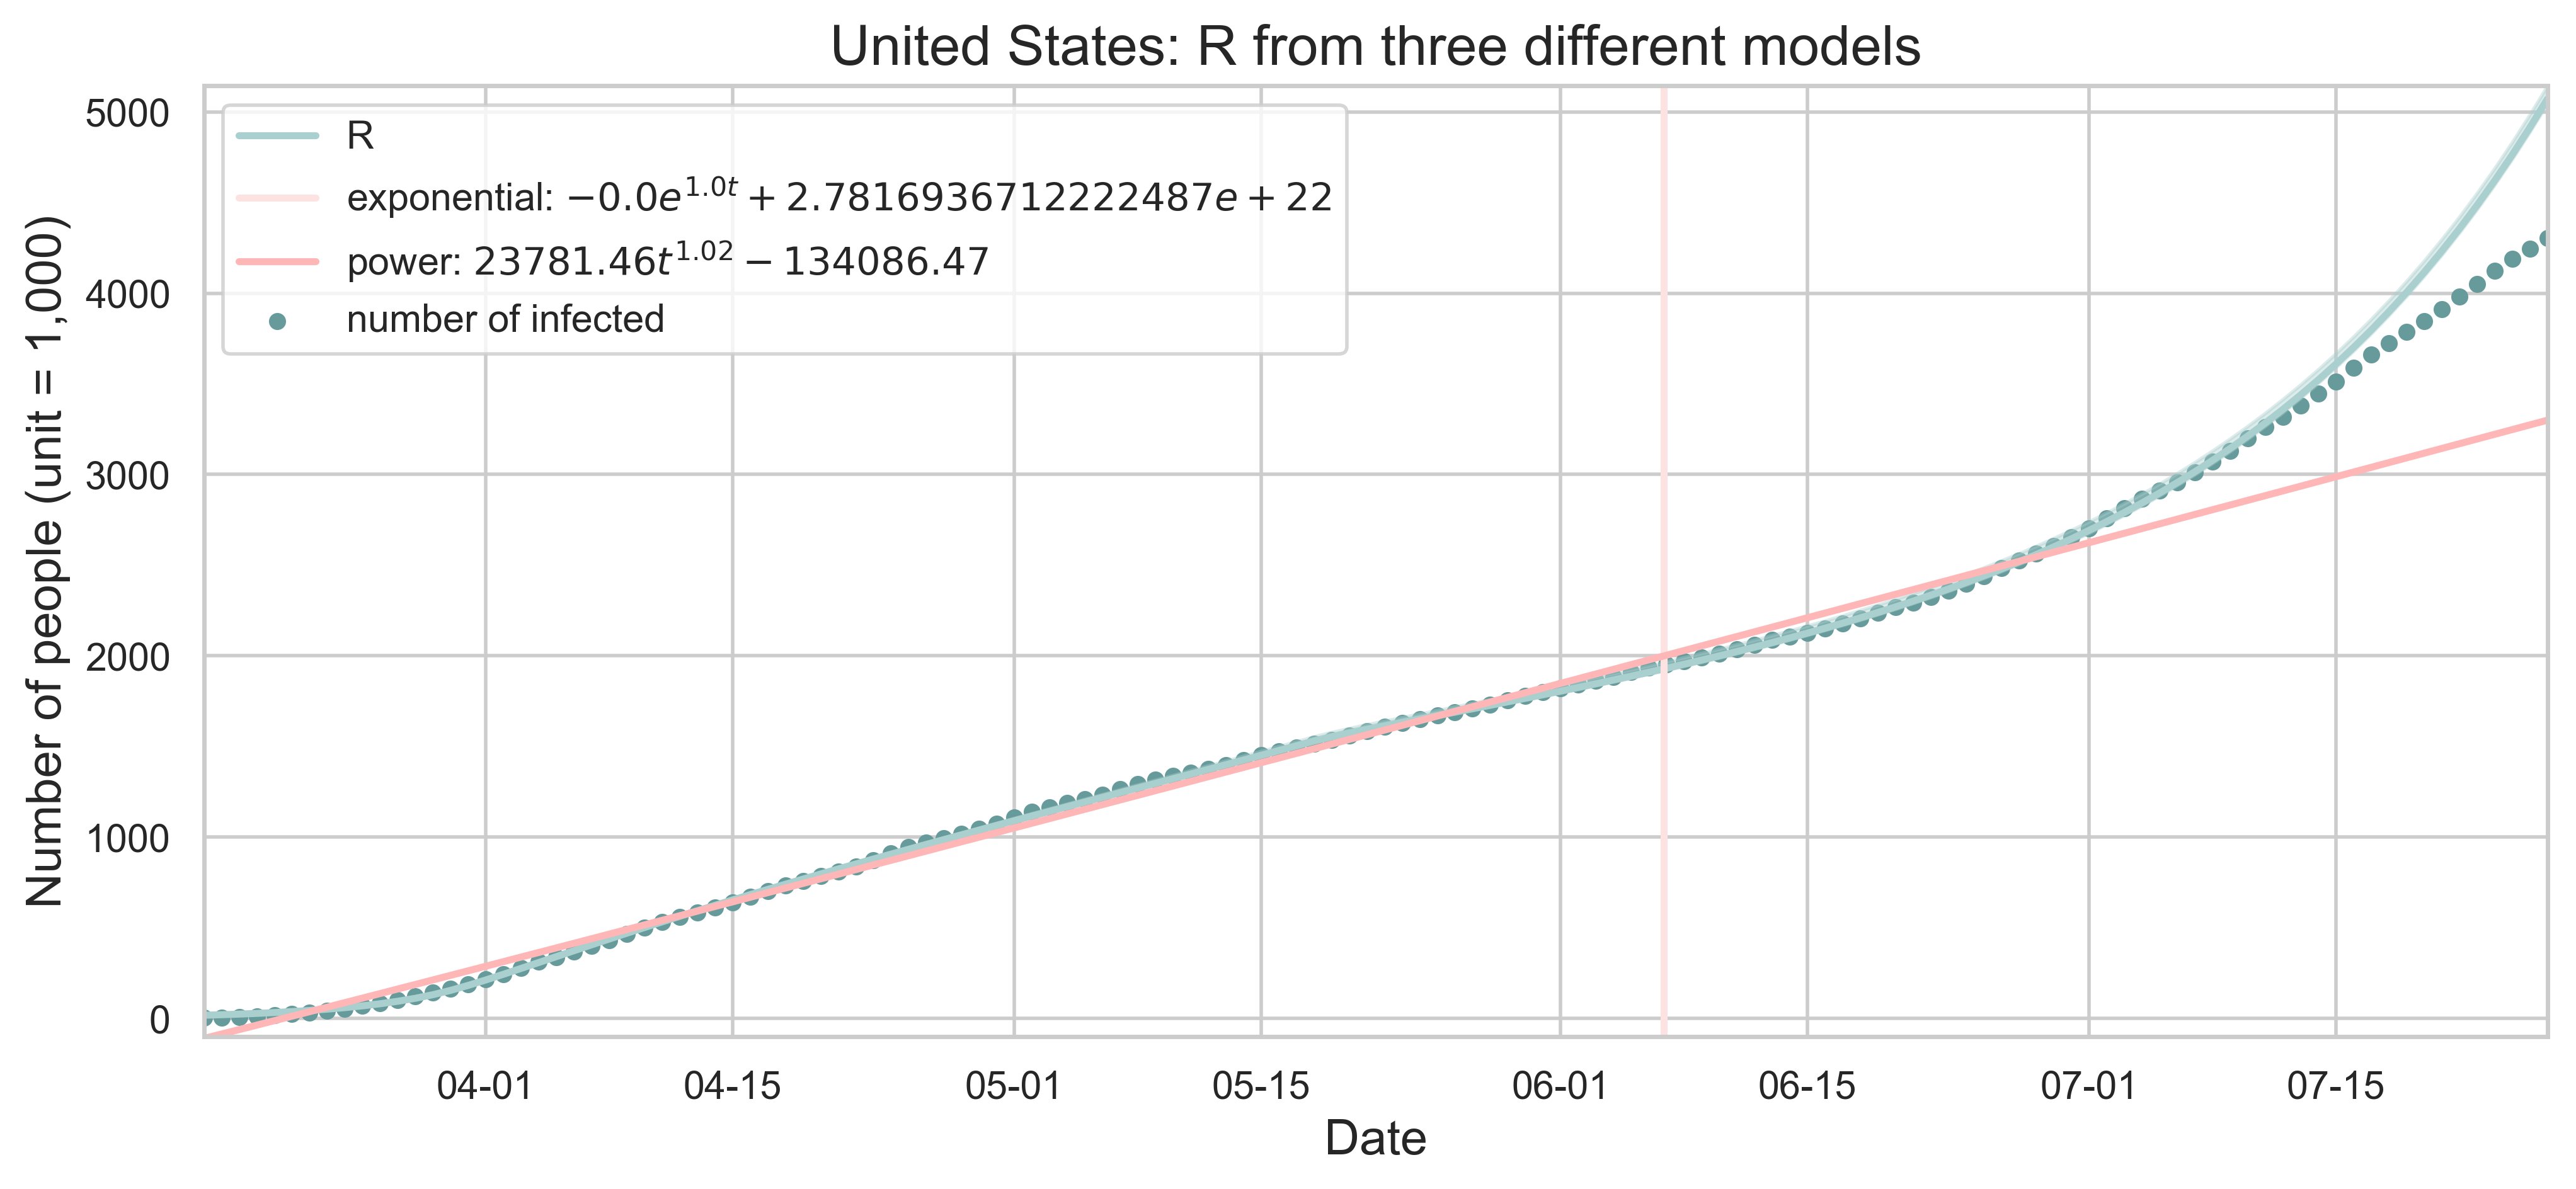 United States: R from three different models
5000
4000
3000
2000
1000
0
Number of people (unit = 1,000)
R
exponential: −0.0e^{1.0t} + 2.7816936712222487e + 22
power: 23781.46t^{1.02} − 134086.47
number of infected
04-01 04-15 05-01 05-15 06-01 06-15 07-01 07-15
Date